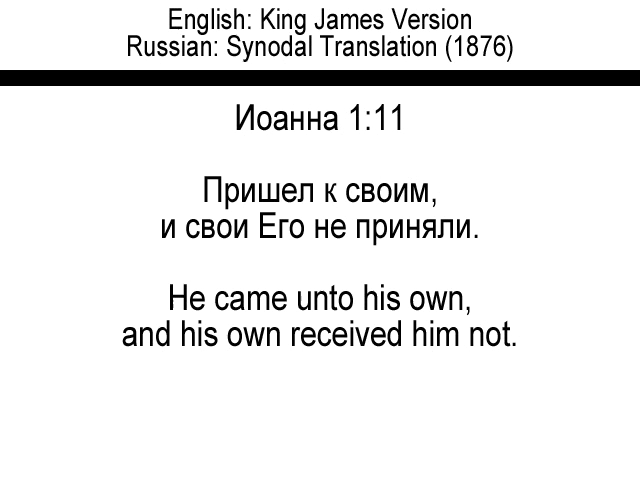 English: King James Version
Russian: Synodal Translation (1876)
Иоанна 1:11
Пришел к своим,
и свои Его не приняли.
He came unto his own,
and his own received him not.